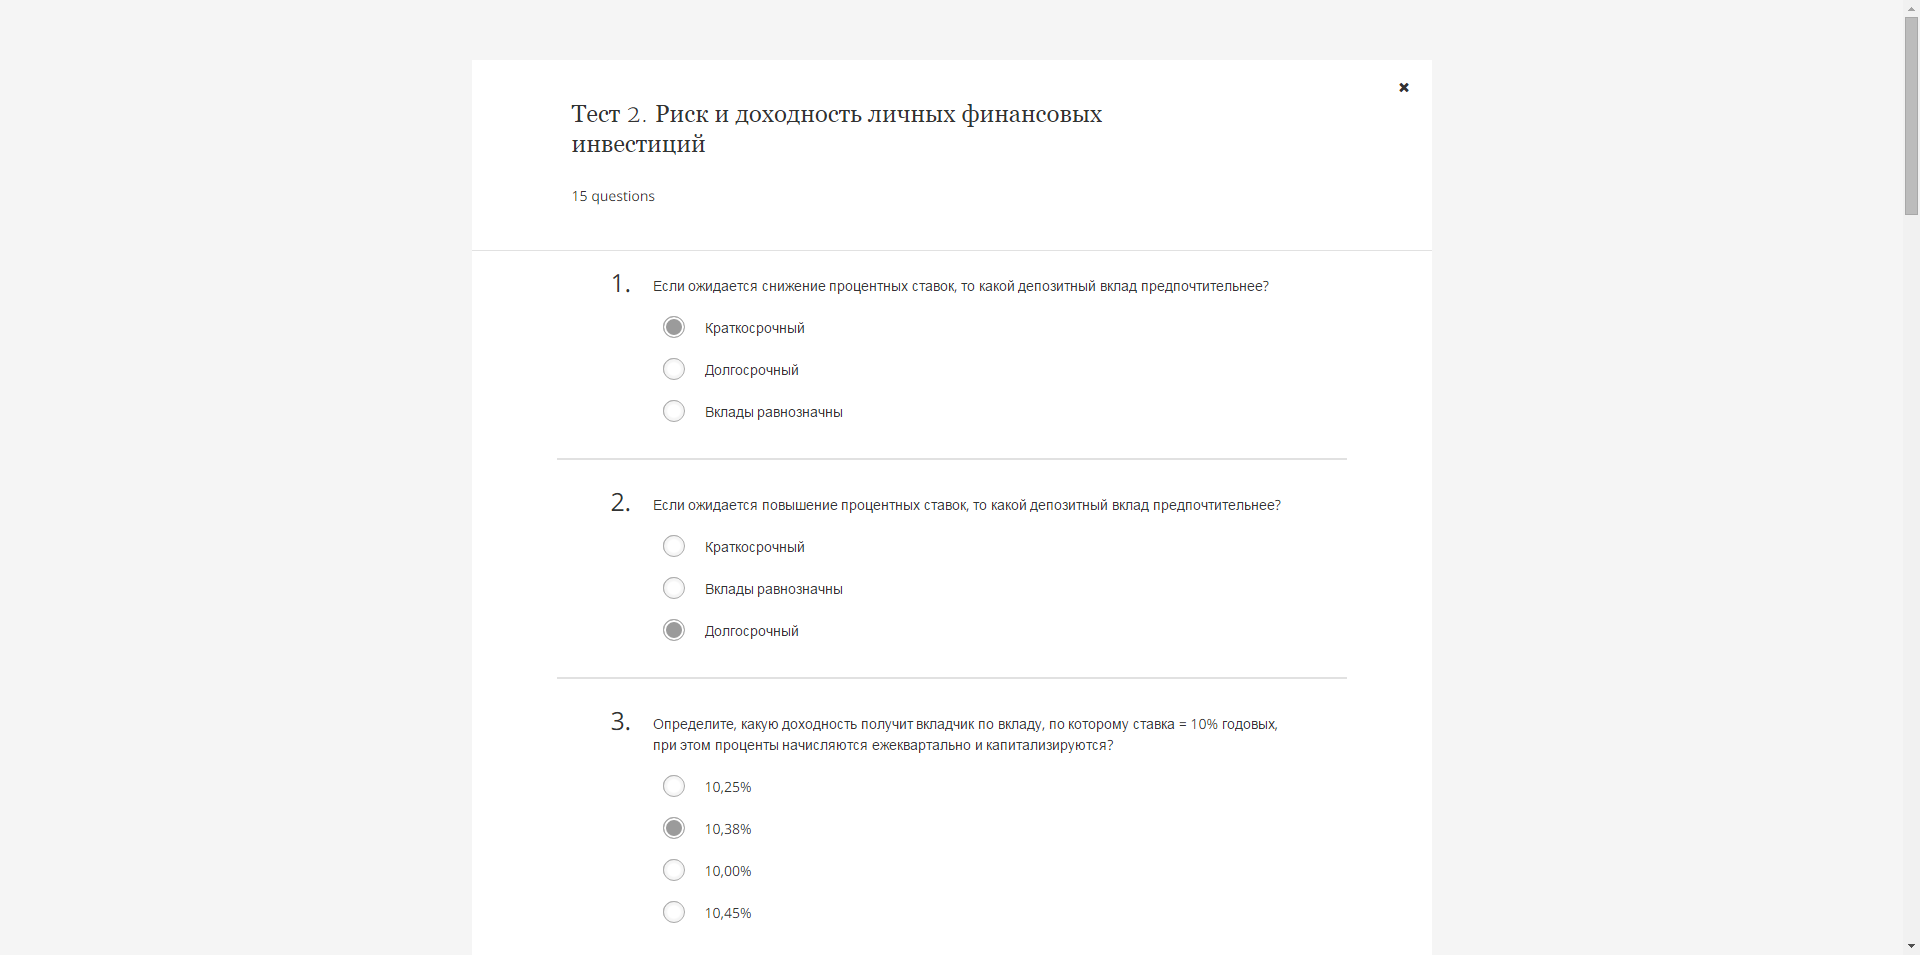 Тест 2. Риск и доходность личных финансовых
инвестиций
15 questions
1.
Если ожидается снижение процентных ставок, то какой депозитный вклад предпочтительнее?
Краткосрочный
Долгосрочный
Вклады равнозначны
2.
Если ожидается повышение процентных ставок, то какой депозитный вклад предпочтительнее?
Краткосрочный
Вклады равнозначны
Долгосрочный
3.
Определите, какую доходность получит вкладчик по вкладу, по которому ставка = 10% годовых,
при этом проценты начисляются ежеквартально и капитализируются?
10,25%
10,38%
10,00%
10,45%